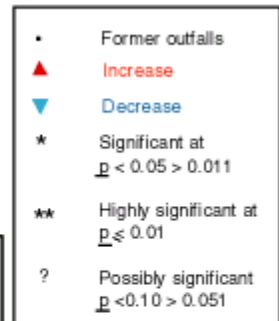 • Former outfalls
▲ Increase
▼ Decrease
* Significant at
p < 0.05 > 0.011
** Highly significant at
p ≤ 0.01
? Possibly significant
p <0.10 > 0.051